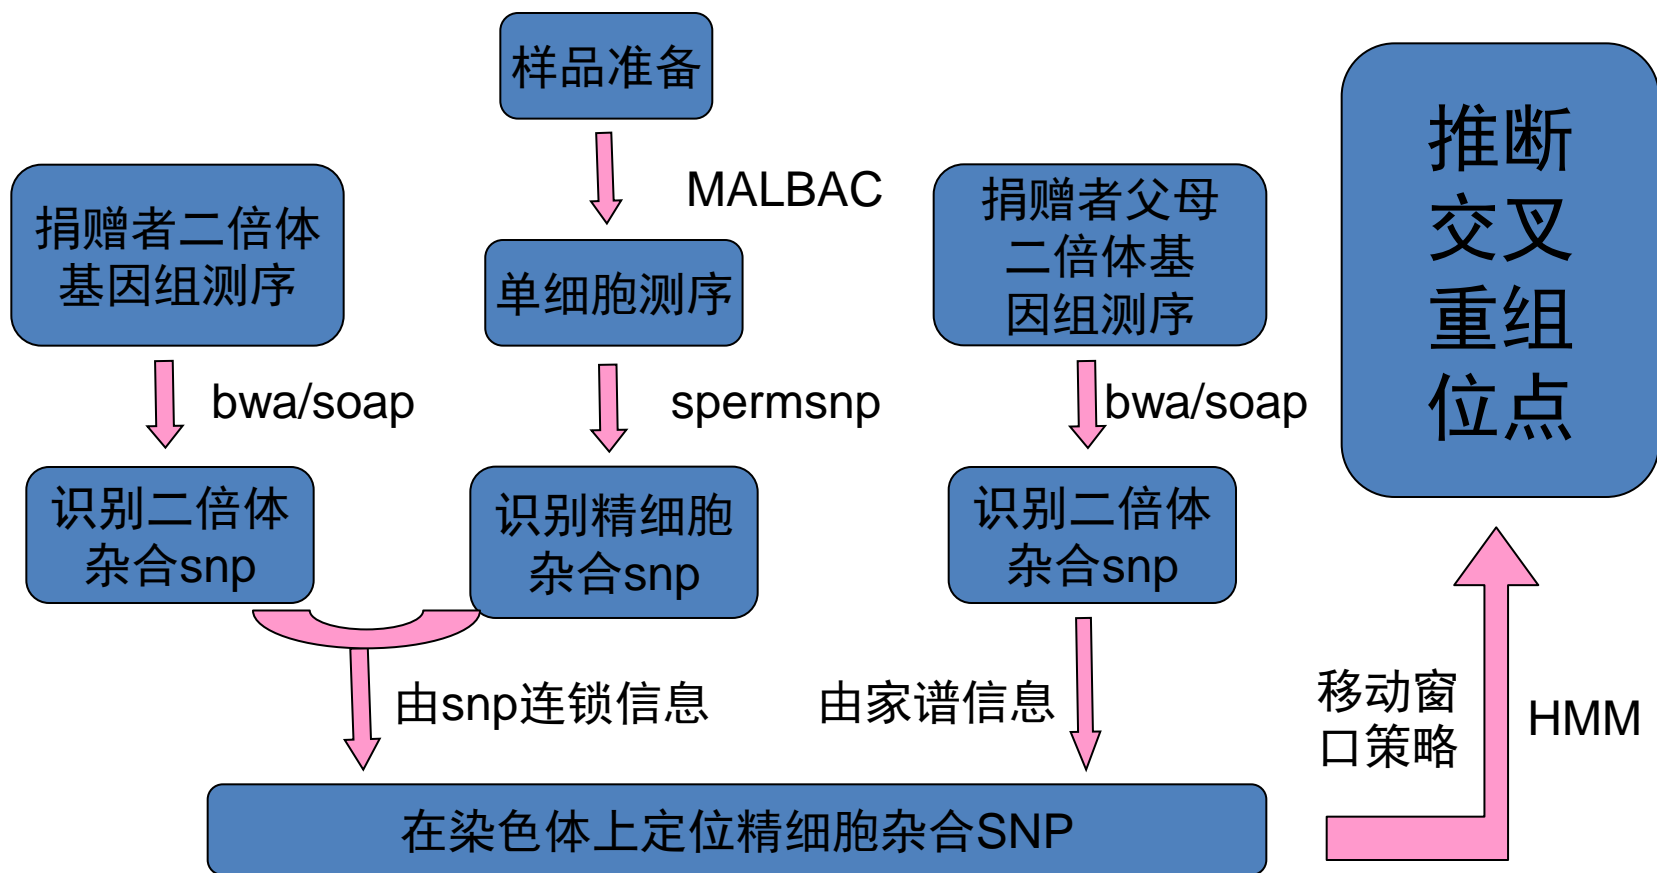 样品准备
MALBAC
捐赠者二倍体
基因组测序
单细胞测序
捐赠者父母
二倍体基
因组测序
推断
交叉
重组
位点
bwa/soap
spermsnp
bwa/soap
识别二倍体
杂合snp
识别精细胞
杂合snp
识别二倍体
杂合snp
由snp连锁信息
由家谱信息
移动窗
口策略
HMM
在染色体上定位精细胞杂合SNP